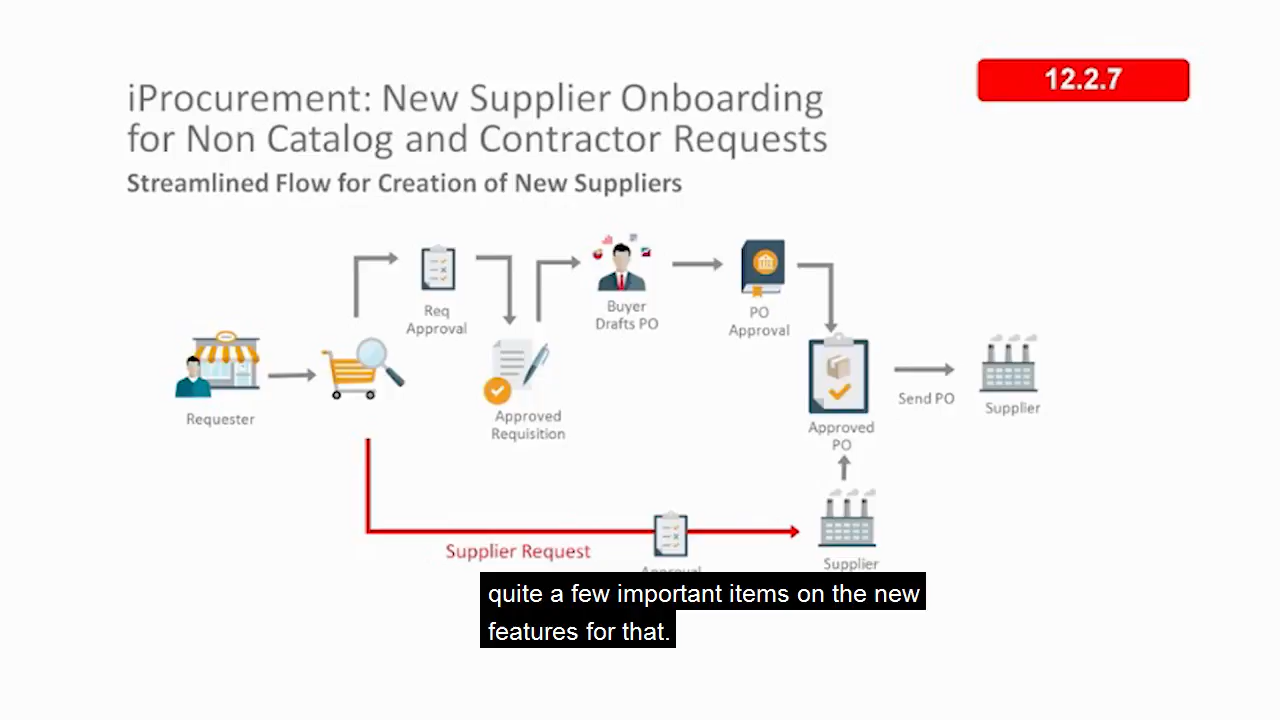 12.2.7
iProcurement: New Supplier Onboarding
for Non Catalog and Contractor Requests
Streamlined Flow for Creation of New Suppliers
Req
Approval
Buyer
Drafts PO
PO
Approval
Requester
Approved
Requisition
Approved
PO
Send PO
Supplier
Supplier Request
Approval
Supplier
quite a few important items on the new
features for that.